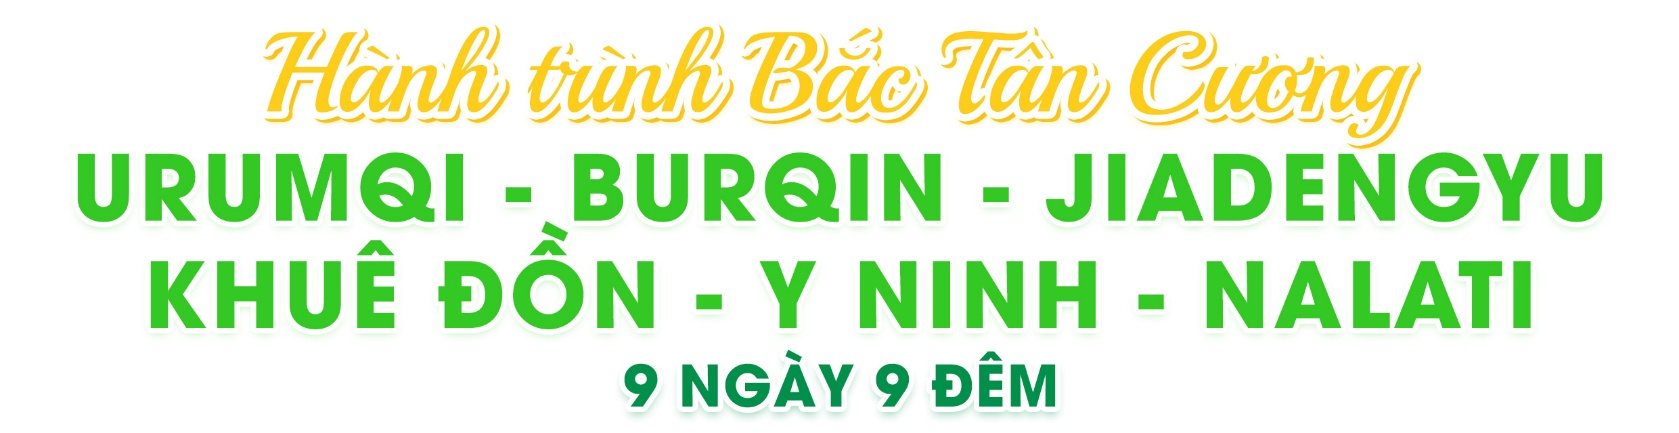 Hành trình Bắc Tân Cương
URUMQI - BURQIN - JIADENGYU
KHUÊ ĐỒN - Y NINH - NALATI
9 NGÀY 9 ĐÊM